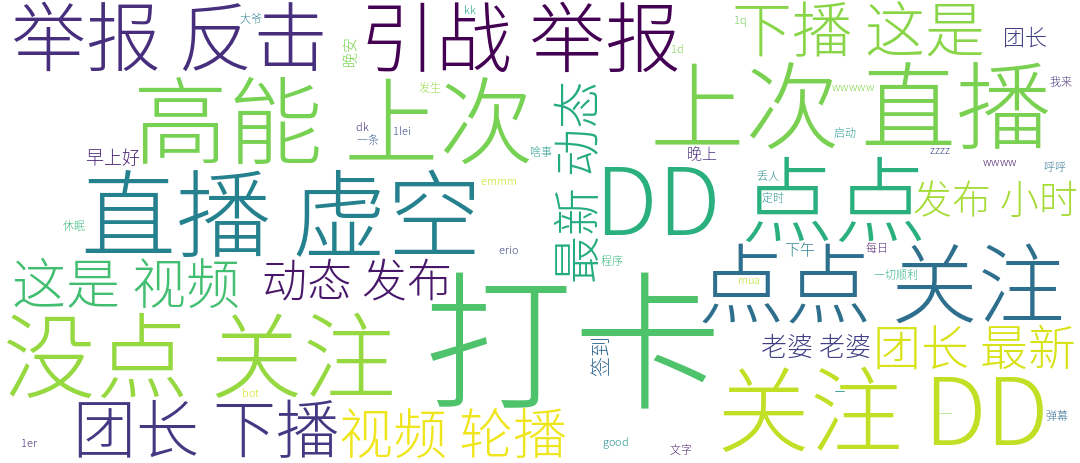 举报 反击
大爷
晚安
引战 举报
kk
1d
1q
下播 这是
团长
高能 上次
发生
dk
一条
1lei
早上好
啥事
最新 动态
上次 直播
wwwww
我来
启动
晚上
zzzz
wwww
呼呼
直播 虚空
emmm
休眠
erio
DD 点点
丢人
定时
发布 小时
程序
下午
每日
一切顺利
这是 视频
动态 发布
打卡
点点 关注
mua
没点 关注
签到
老婆 老婆
团长 最新
bot
团长 下播
视频 轮播
关注 DD
一
一一
弹幕
1er
good
文字